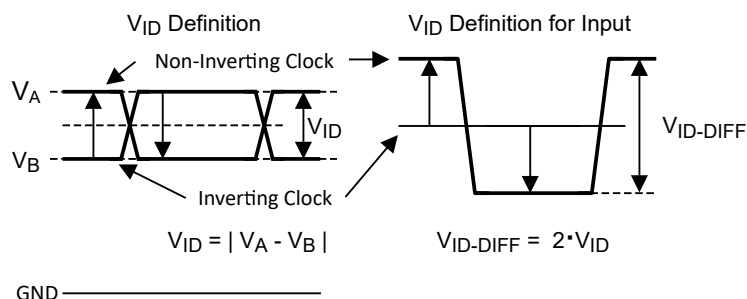 VID Definition
VID Definition for Input
Non-Inverting Clock
VA
VID
VB
VID-DIFF
Inverting Clock
VID = | VA - VB |
VID-DIFF = 2·VID
GND